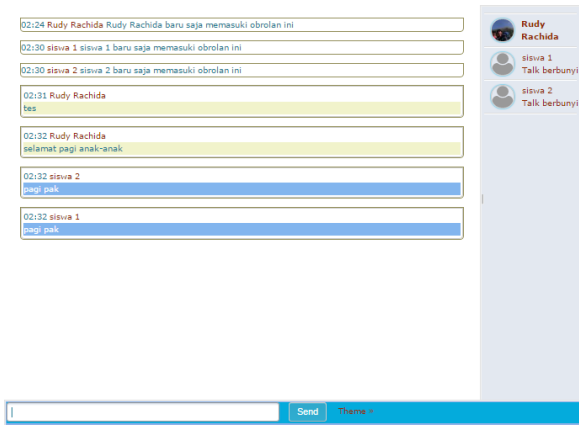 02:24 Rudy Rachida Rudy Rachida baru saja memasuki obrolan ini
02:30 siswa 1 siswa 1 baru saja memasuki obrolan ini
02:30 siswa 2 siswa 2 baru saja memasuki obrolan ini
02:31 Rudy Rachida
tes
02:32 Rudy Rachida
selamat pagi anak-anak
02:32 siswa 2
pagi pak
02:32 siswa 1
pagi pak
Rudy
Rachida
siswa 1
Talk berbunyi
siswa 2
Talk berbunyi
Send Theme »